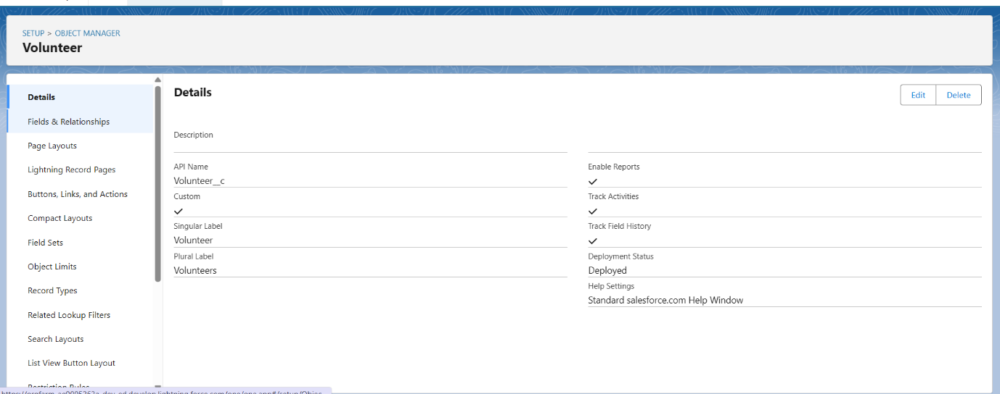 SETUP > OBJECT MANAGER
Volunteer
Details
Fields & Relationships
Page Layouts
Lightning Record Pages
Buttons, Links, and Actions
Compact Layouts
Field Sets
Object Limits
Record Types
Related Lookup Filters
Search Layouts
List View Button Layout
Restriction Rules
Details
Edit
Delete
Description
API Name
Volunteer__c
Custom
Singular Label
Volunteer
Plural Label
Volunteers
Enable Reports
Track Activities
Track Field History
Deployment Status
Deployed
Help Settings
Standard salesforce.com Help Window